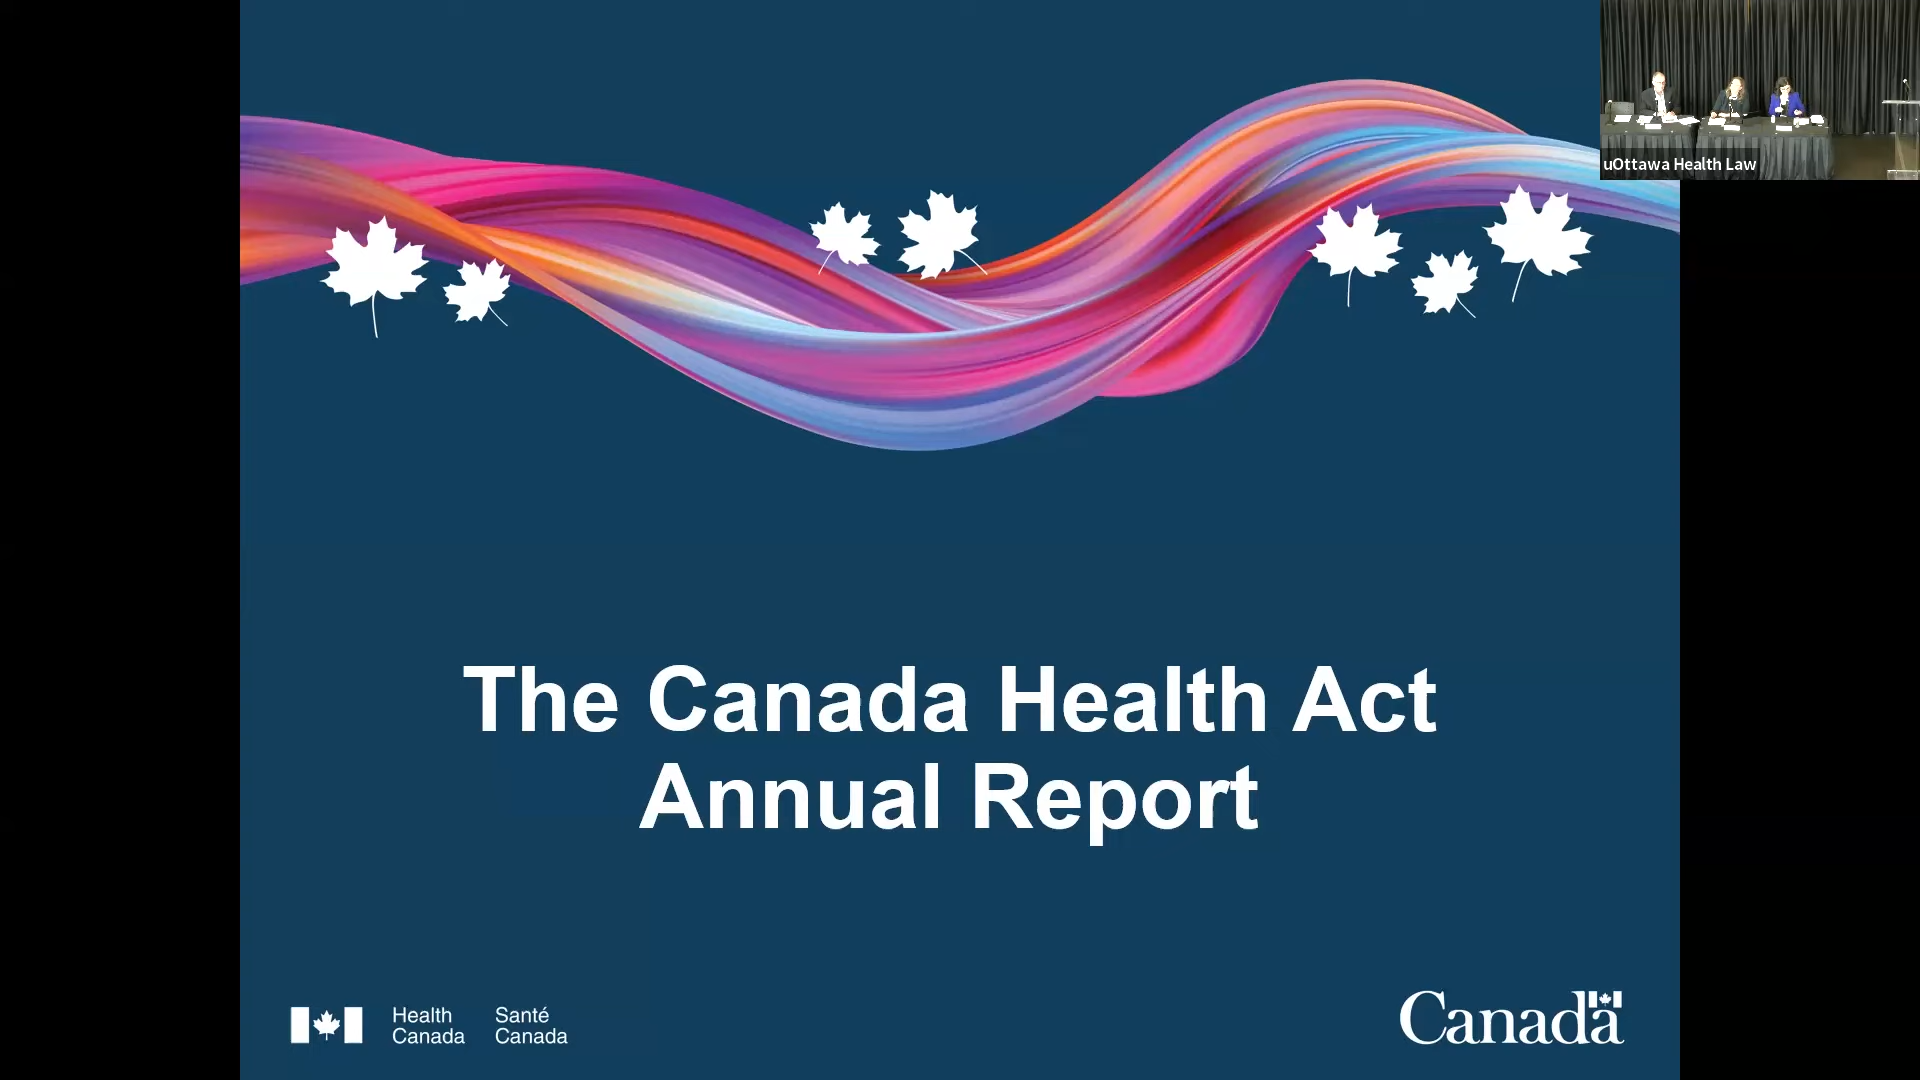 uOttawa Health Law
The Canada Health Act
Annual Report
Health
Canada
Santé
Canada
Canada